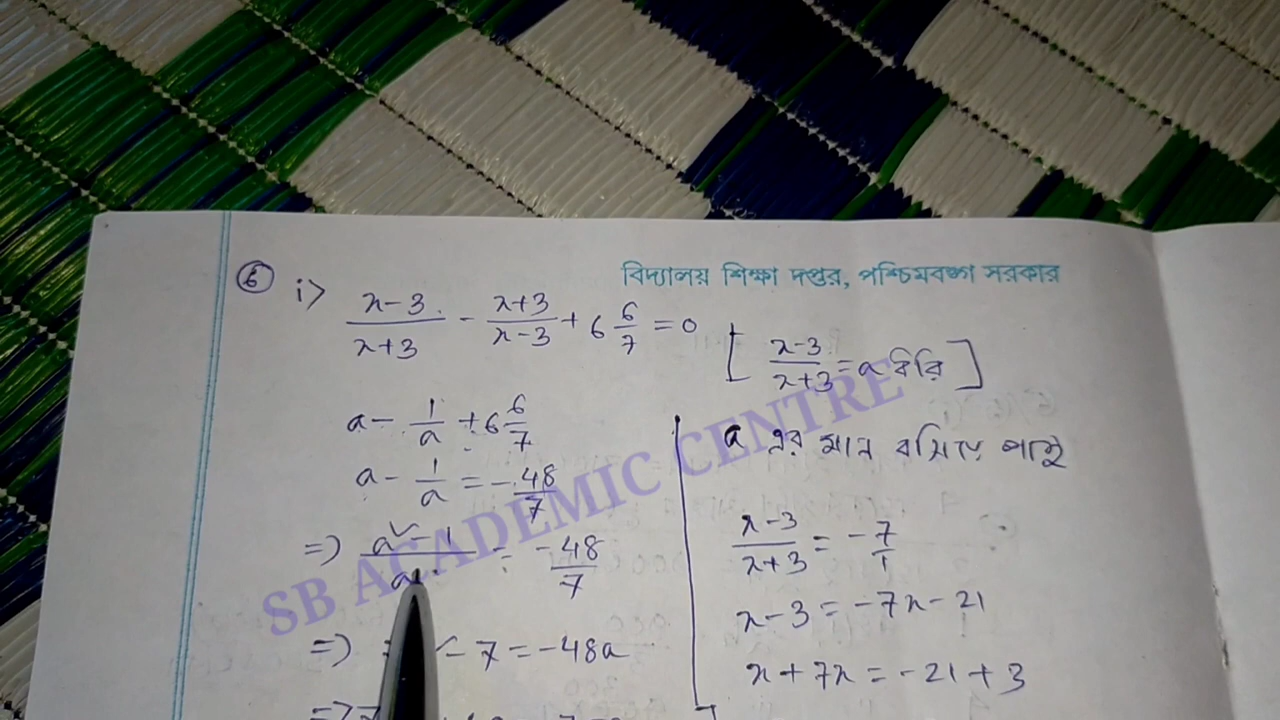 বিদ্যালয় শিক্ষা দপ্তর, পশ্চিমবঙ্গ সরকার
6 i> x-3/x+3 - x+3/x-3 + 6 6/7 = 0
[ x-3/x+3 = a ধরি ]
a - 1/a + 6 6/7
a - 1/a = - 48/7
=> a² - 1/a = - 48/7
=> - 7 = -48a
=>
a এর মান বসিয়ে পাই
x-3/x+3 = - 7/1
x - 3 = -7x - 21
x + 7x = -21 + 3
SB ACADEMIC CENTRE